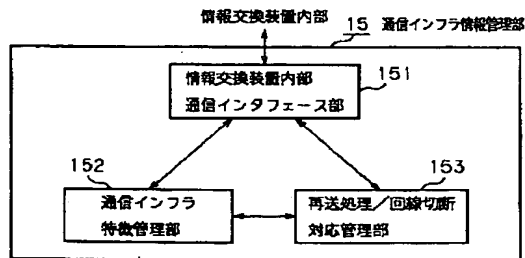 情報交換装置内部
15 通信インフラ情報管理部
情報交換装置内部
通信インタフェース部
151
152
通信インフラ
特徴管理部
153
再送処理/回線切断
対応管理部